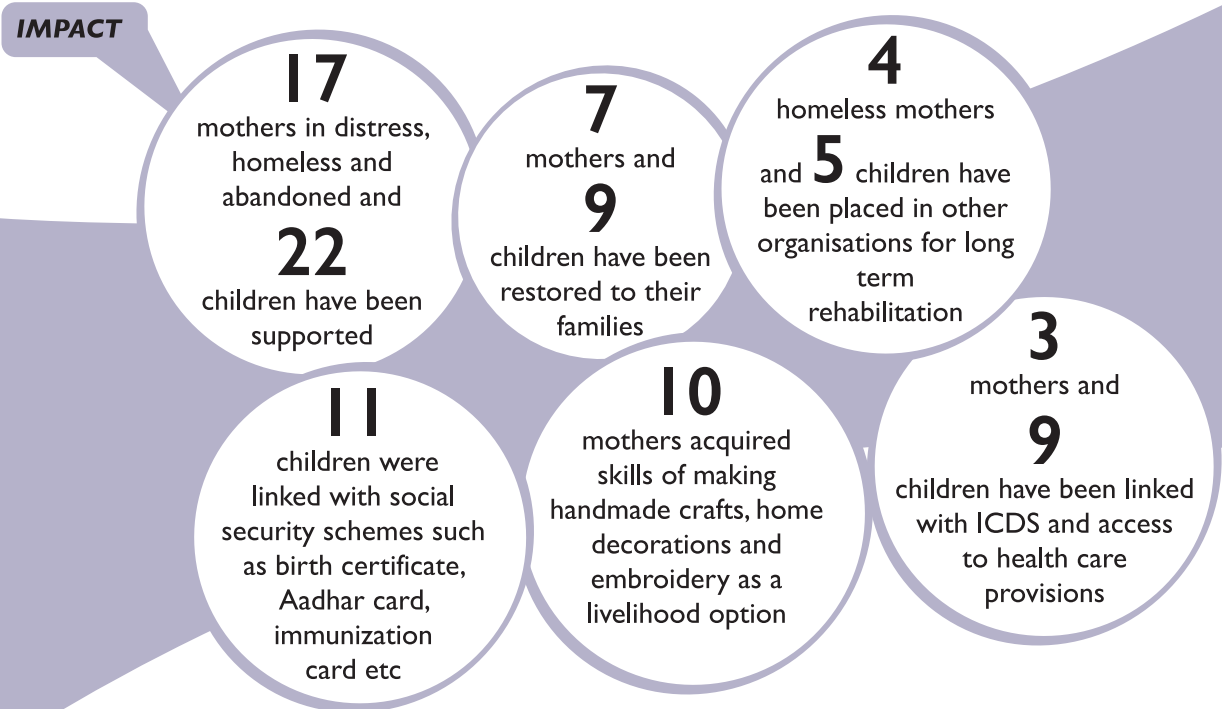 IMPACT
17
mothers in distress,
homeless and
abandoned and
22
children have been
supported
7
mothers and
9
children have been
restored to their
families
4
homeless mothers
and 5 children have
been placed in other
organisations for long
term
rehabilitation
11
children were
linked with social
security schemes such
as birth certificate,
Aadhar card,
immunization
card etc
10
mothers acquired
skills of making
handmade crafts, home
decorations and
embroidery as a
livelihood option
3
mothers and
9
children have been linked
with ICDS and access
to health care
provisions